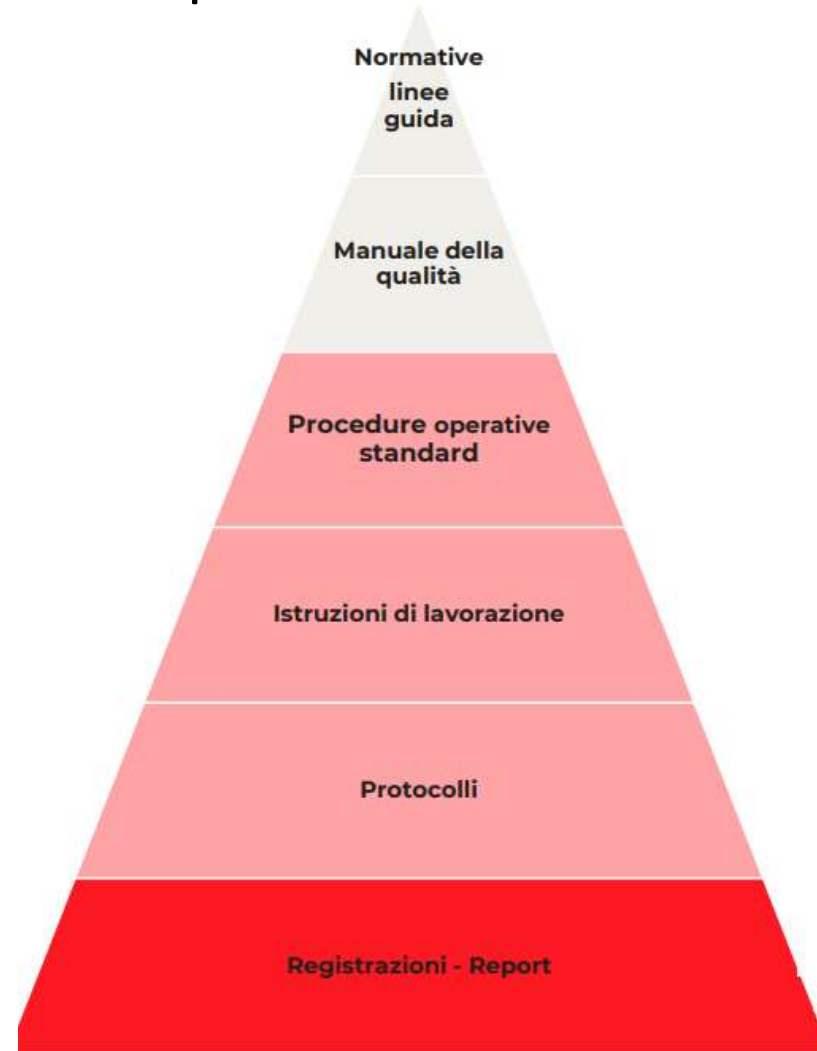 Normative
linee
guida
Manuale della
qualità
Procedure operative
standard
Istruzioni di lavorazione
Protocolli
Registrazioni - Report